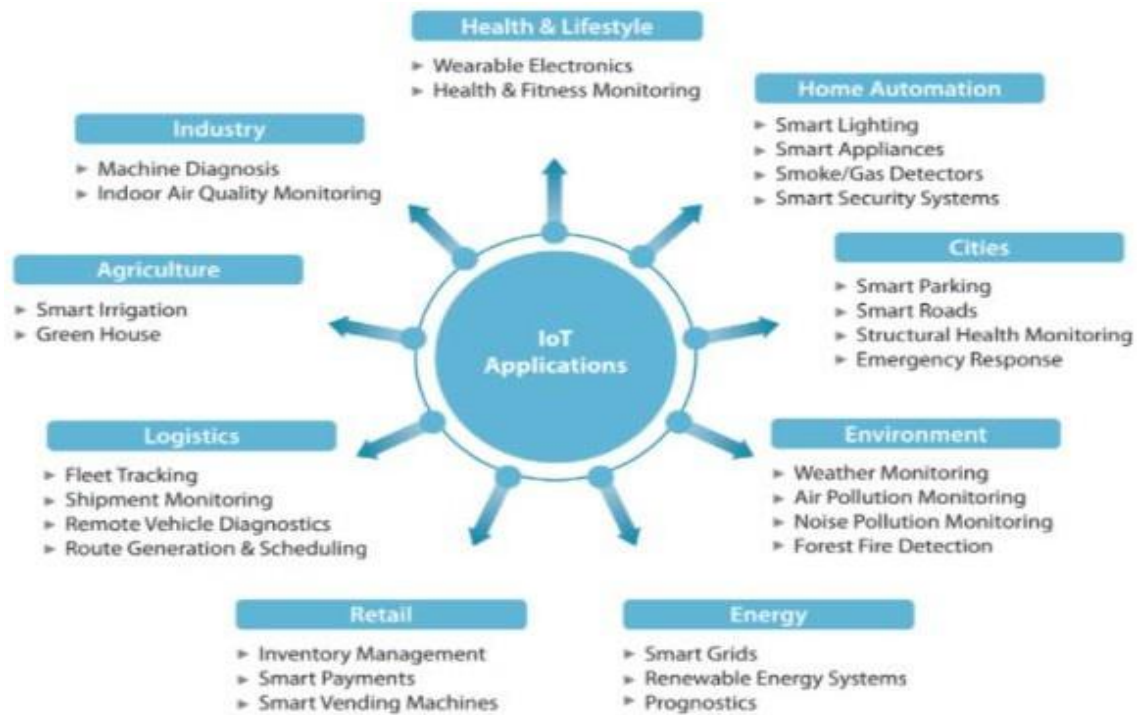 Health & Lifestyle
Wearable Electronics
Health & Fitness Monitoring
Home Automation
Smart Lighting
Smart Appliances
Smoke/Gas Detectors
Smart Security Systems
Industry
Machine Diagnosis
Indoor Air Quality Monitoring
Cities
Smart Parking
Smart Roads
Structural Health Monitoring
Emergency Response
Agriculture
Smart Irrigation
Green House
IoT
Applications
Logistics
Fleet Tracking
Shipment Monitoring
Remote Vehicle Diagnostics
Route Generation & Scheduling
Environment
Weather Monitoring
Air Pollution Monitoring
Noise Pollution Monitoring
Forest Fire Detection
Retail
Inventory Management
Smart Payments
Smart Vending Machines
Energy
Smart Grids
Renewable Energy Systems
Prognostics